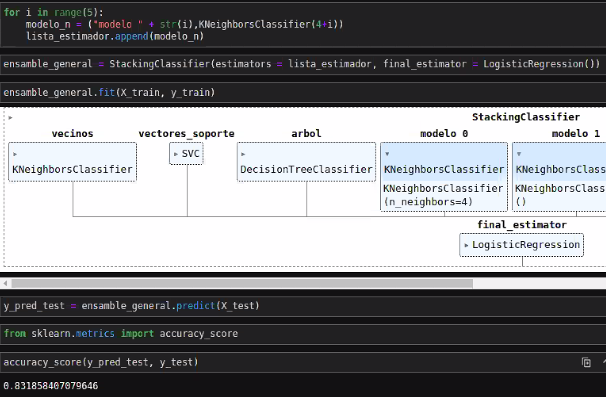 for i in range(5):
    modelo_n = ("modelo " + str(i),KNeighborsClassifier(4+i))
    lista_estimador.append(modelo_n)
ensamble_general = StackingClassifier(estimators = lista_estimador, final_estimator = LogisticRegression())
ensamble_general.fit(X_train, y_train)
StackingClassifier
vecinos vectores_soporte arbol modelo 0 modelo 1
KNeighborsClassifier SVC DecisionTreeClassifier KNeighborsClassifier KNeighborsClass
KNeighborsClassifier KNeighborsClass
(n_neighbors=4) ()
final_estimator
LogisticRegression
y_pred_test = ensamble_general.predict(X_test)
from sklearn.metrics import accuracy_score
accuracy_score(y_pred_test, y_test)
0.831858407079646